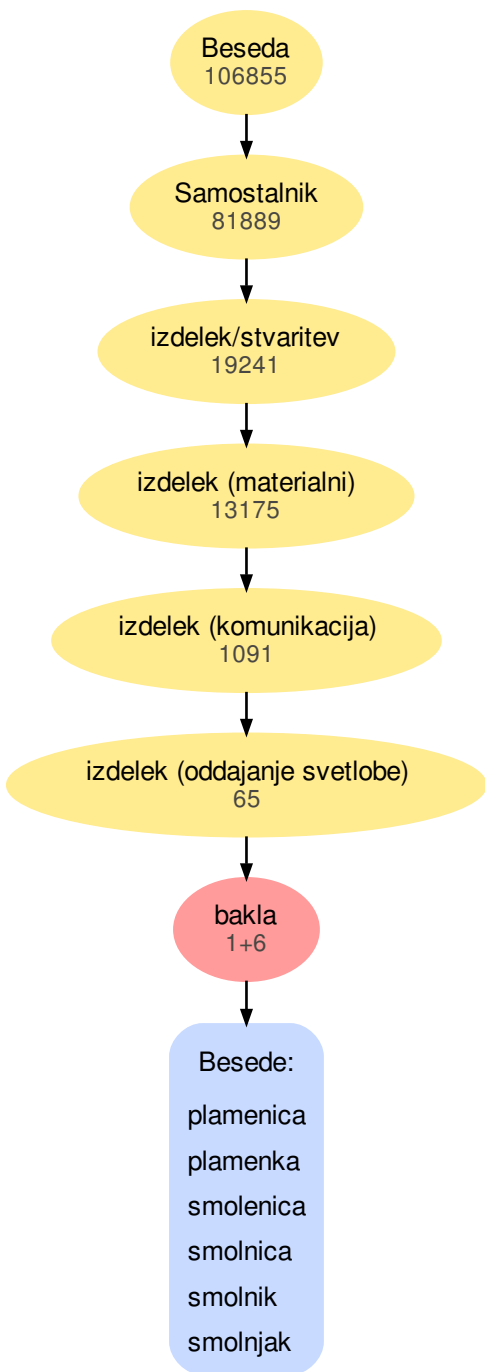 Beseda
106855
Samostalnik
81889
izdelek/stvaritev
19241
izdelek (materialni)
13175
izdelek (komunikacija)
1091
izdelek (oddajanje svetlobe)
65
bakla
1+6
Besede:
plamenica
plamenka
smolenica
smolnica
smolnik
smolnjak